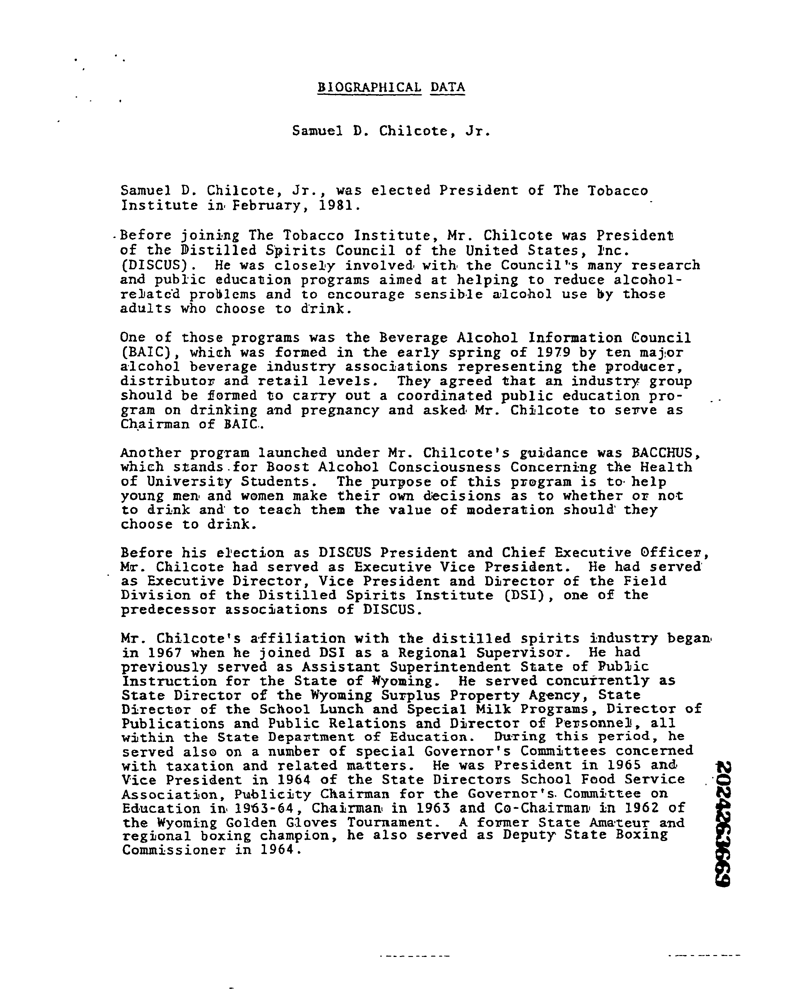 BIOGRAPHICAL DATA
Samuel D. Chilcote, Jr.
Samuel D. Chilcote, Jr., was elected President of The Tobacco
Institute in February, 1981.
Before joining The Tobacco Institute, Mr. Chilcote was President
of the Distilled Spirits Council of the United States, Inc.
(DISCUS). He was closely involved with the Council's many research
and public education programs aimed at helping to reduce alcohol-
related problems and to encourage sensible alcohol use by those
adults who choose to drink.
One of those programs was the Beverage Alcohol Information Council
(BAIC), which was formed in the early spring of 1979 by ten major
alcohol beverage industry associations representing the producer,
distributor and retail levels. They agreed that an industry group
should be formed to carry out a coordinated public education pro-
gram on drinking and pregnancy and asked Mr. Chilcote to serve as
Chairman of BAIC.
Another program launched under Mr. Chilcote's guidance was BACCHUS,
which stands for Boost Alcohol Consciousness Concerning the Health
of University Students. The purpose of this program is to help
young men and women make their own decisions as to whether or not
to drink and to teach them the value of moderation should they
choose to drink.
Before his election as DISCUS President and Chief Executive Officer,
Mr. Chilcote had served as Executive Vice President. He had served
as Executive Director, Vice President and Director of the Field
Division of the Distilled Spirits Institute (DSI), one of the
predecessor associations of DISCUS.
Mr. Chilcote's affiliation with the distilled spirits industry began
in 1967 when he joined DSI as a Regional Supervisor. He had
previously served as Assistant Superintendent State of Public
Instruction for the State of Wyoming. He served concurrently as
State Director of the Wyoming Surplus Property Agency, State
Director of the School Lunch and Special Milk Programs, Director of
Publications and Public Relations and Director of Personnel, all
within the State Department of Education. During this period, he
served also on a number of special Governor's Committees concerned
with taxation and related matters. He was President in 1965 and
Vice President in 1964 of the State Directors School Food Service
Association, Publicity Chairman for the Governor's Committee on
Education in 1963-64, Chairman in 1963 and Co-Chairman in 1962 of
the Wyoming Golden Gloves Tournament. A former State Amateur and
regional boxing champion, he also served as Deputy State Boxing
Commissioner in 1964.
2024263669